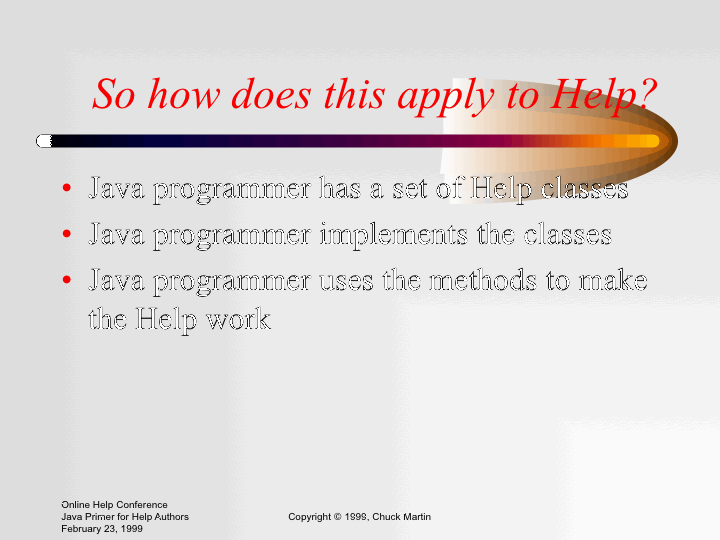 So how does this apply to Help?
• Java programmer has a set of Help classes
• Java programmer implements the classes
• Java programmer uses the methods to make
the Help work
Online Help Conference
Java Primer for Help Authors
February 23, 1999
Copyright © 1999, Chuck Martin